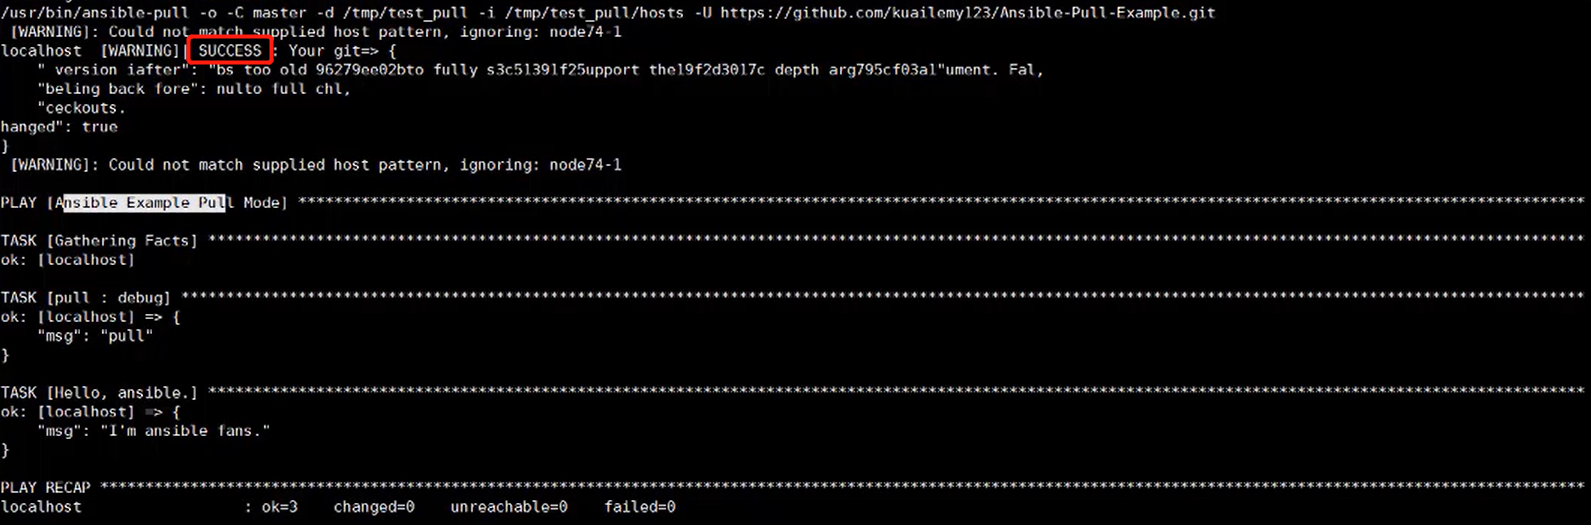 /usr/bin/ansible-pull -o -C master -d /tmp/test_pull -i /tmp/test_pull/hosts -U https://github.com/kuailemy123/Ansible-Pull-Example.git
[WARNING]: Could not match supplied host pattern, ignoring: node74-1
localhost [WARNING]| SUCCESS : Your git=> {
" version iafter": "bs too old 96279ee02bto fully s3c51391f25upport the19f2d3017c depth arg795cf03a1"ument. Fal,
"beling back fore": nulto full chl,
"ceckouts.
hanged": true
}
[WARNING]: Could not match supplied host pattern, ignoring: node74-1
PLAY [Ansible Example Pull Mode] ***********************************************************************************************************************************************
TASK [Gathering Facts] *********************************************************************************************************************************************************
ok: [localhost]
TASK [pull : debug] ************************************************************************************************************************************************************
ok: [localhost] => {
"msg": "pull"
}
TASK [Hello, ansible.] *********************************************************************************************************************************************************
ok: [localhost] => {
"msg": "I'm ansible fans."
}
PLAY RECAP *********************************************************************************************************************************************************************
localhost : ok=3 changed=0 unreachable=0 failed=0